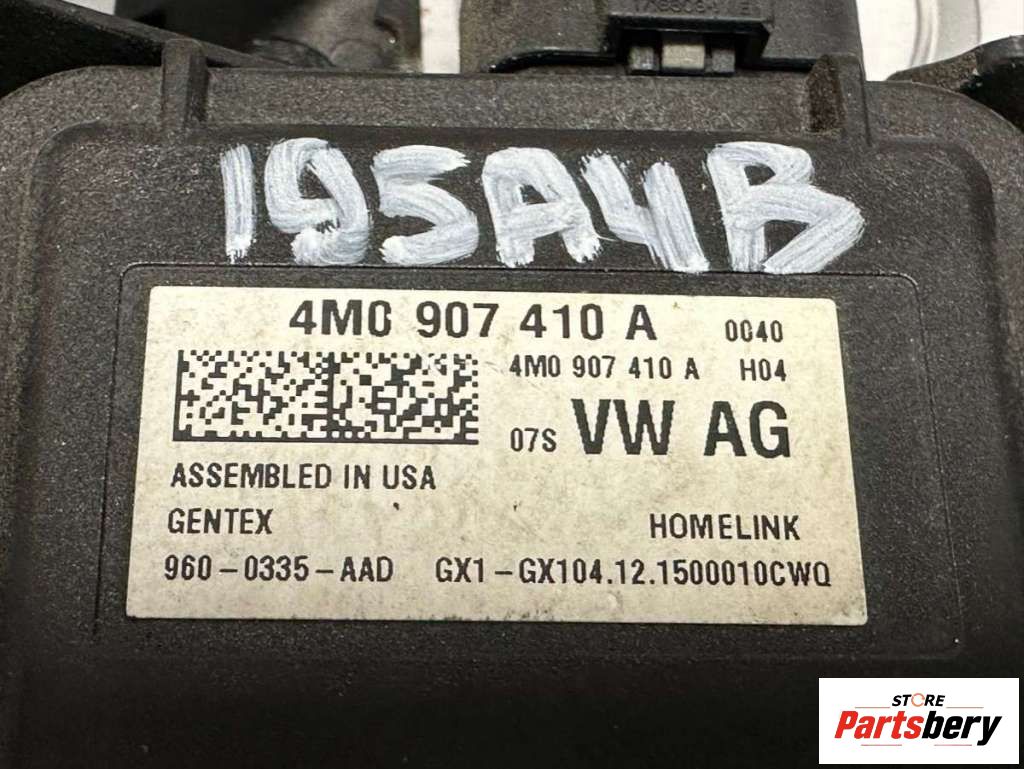 195A4B
4M0 907 410 A 0040
4M0 907 410 A H04
07S VW AG
ASSEMBLED IN USA
GENTEX HOMELINK
960-0335-AAD GX1-GX104.12.1500010CWQ
STORE
Partsbery